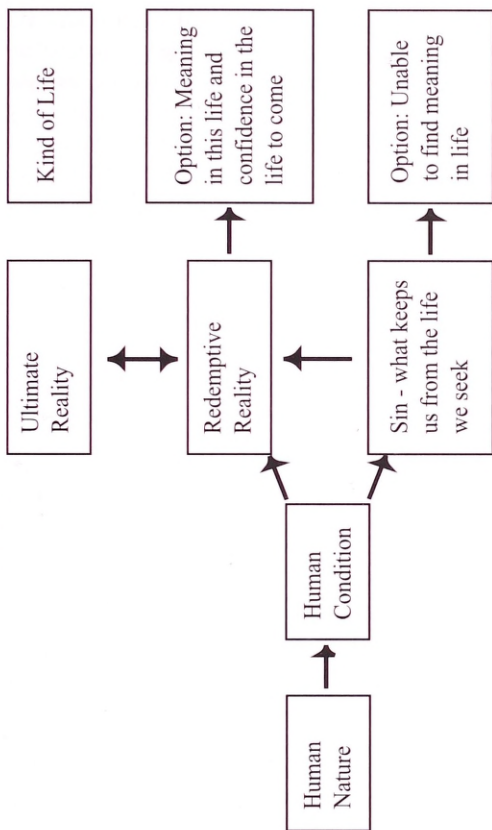 Human
Nature
Human
Condition
Ultimate
Reality
Redemptive
Reality
Sin - what keeps
us from the life
we seek
Kind of Life
Option: Meaning
in this life and
confidence in the
life to come
Option: Unable
to find meaning
in life